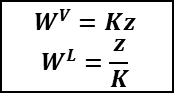 W^V = Kz
W^L = z/K